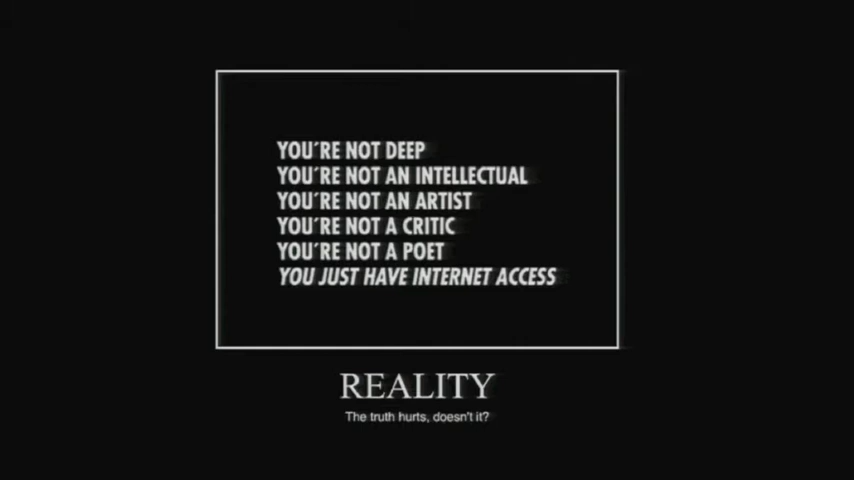 YOU´RE NOT DEEP
YOU´RE NOT AN INTELLECTUAL
YOU´RE NOT AN ARTIST
YOU´RE NOT A CRITIC
YOU´RE NOT A POET
YOU JUST HAVE INTERNET ACCESS
REALITY
The truth hurts, doesn't it?